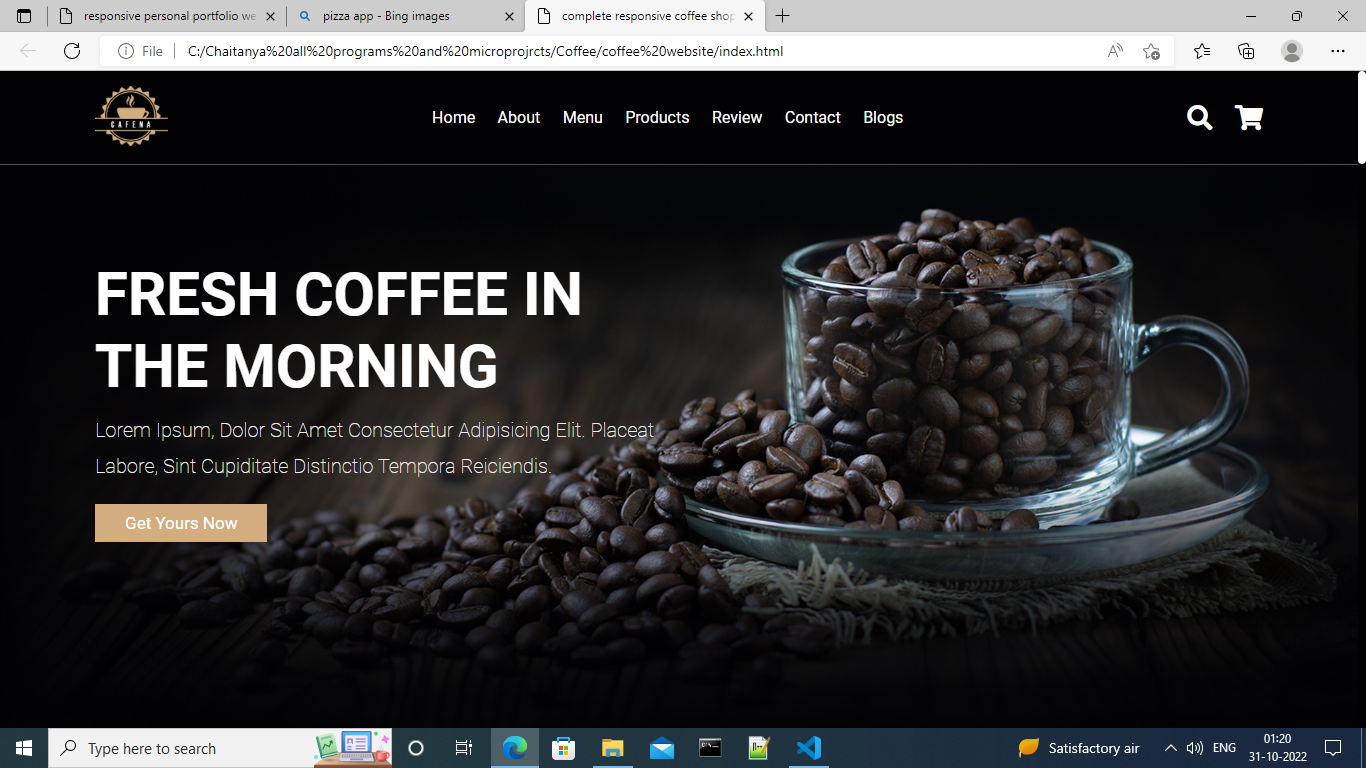 responsive personal portfolio we
pizza app - Bing images
complete responsive coffee shop
File
C:/Chaitanya%20all%20programs%20and%20microprojrcts/Coffee/coffee%20website/index.html
CAFENA
Home About Menu Products Review Contact Blogs
FRESH COFFEE IN
THE MORNING
Lorem Ipsum, Dolor Sit Amet Consectetur Adipisicing Elit. Placeat
Labore, Sint Cupiditate Distinctio Tempora Reiciendis.
Get Yours Now
Type here to search
Satisfactory air
ENG
01:20
31-10-2022